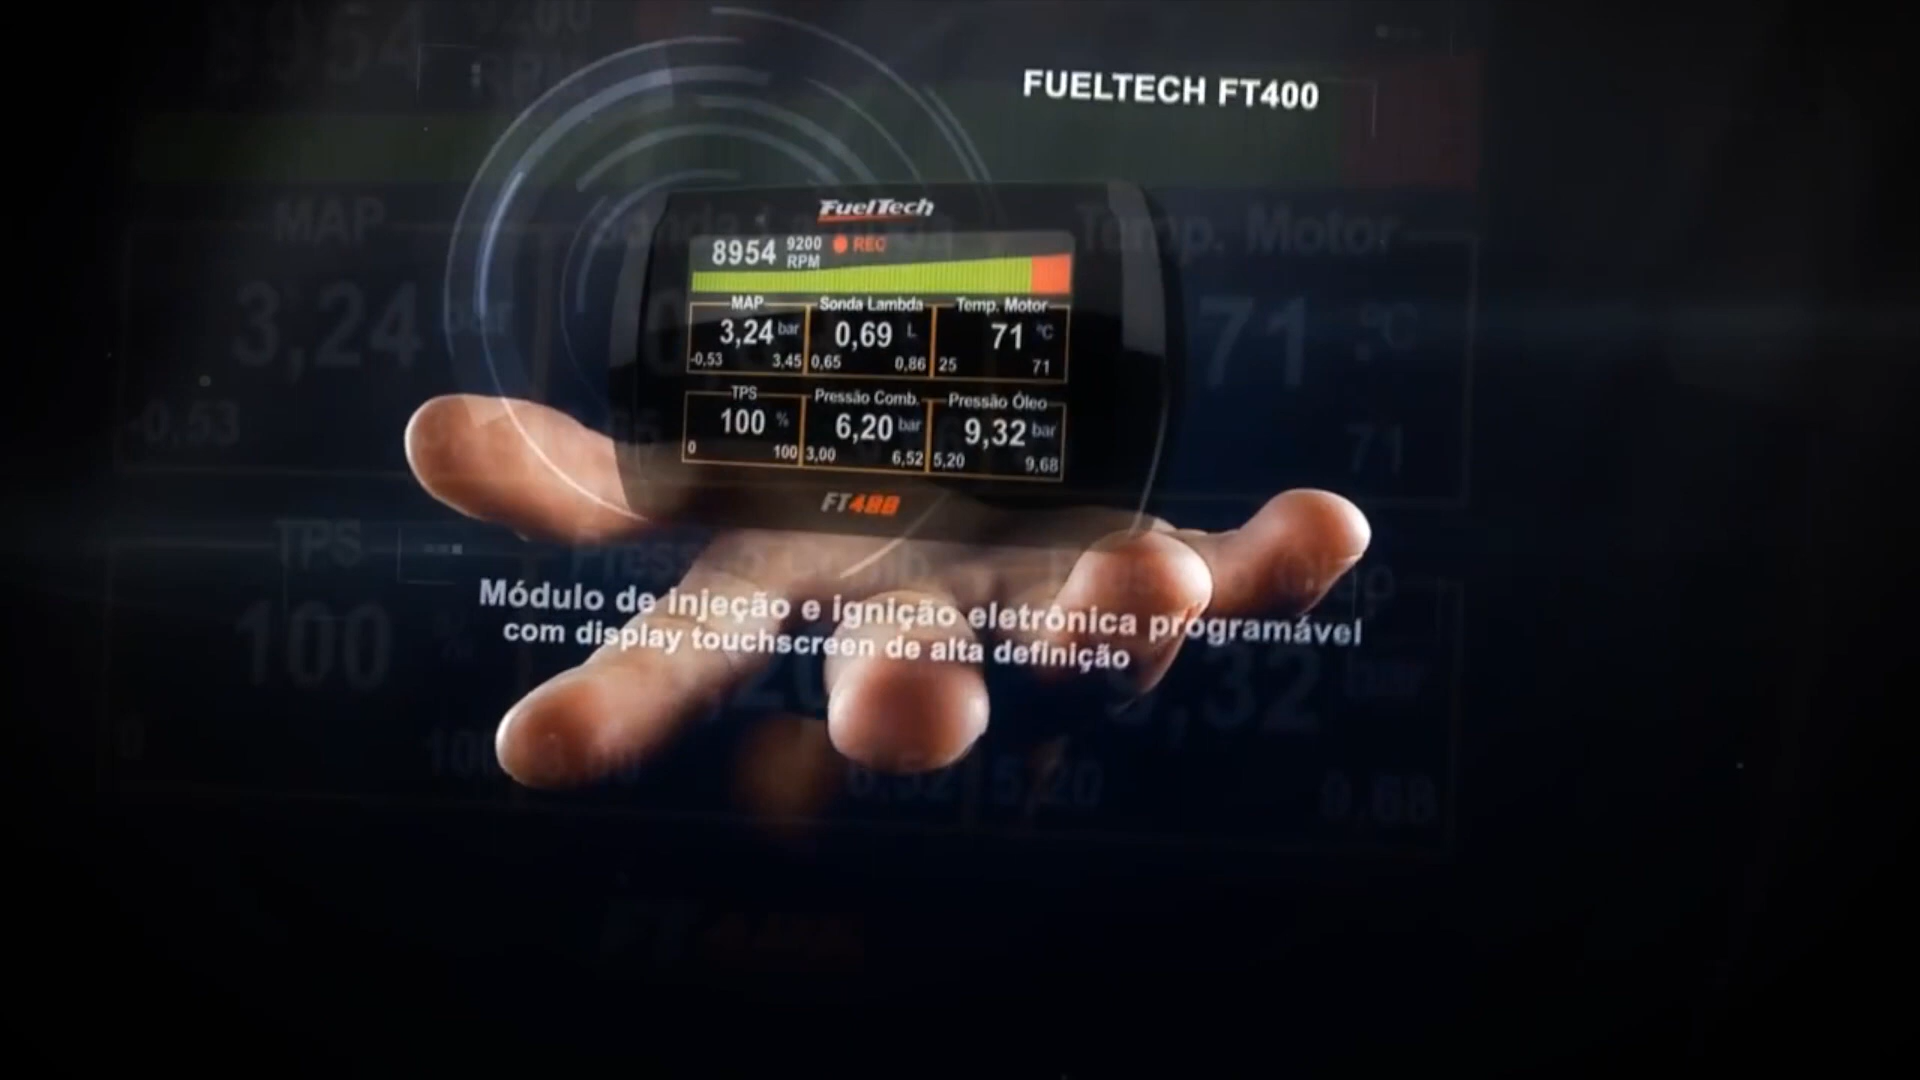 FUELTECH FT400
FuelTech
8954 9200 RPM REC
MAP Sonda Lambda Temp. Motor
3,24 bar 0,69 L 71 °C
-0,53 3,45 0,65 0,86 25 71
TPS Pressão Comb. Pressão Óleo
100 % 6,20 bar 9,32 bar
0 100 3,00 6,52 5,20 9,68
FT400
Módulo de injeção e ignição eletrônica programável
com display touchscreen de alta definição